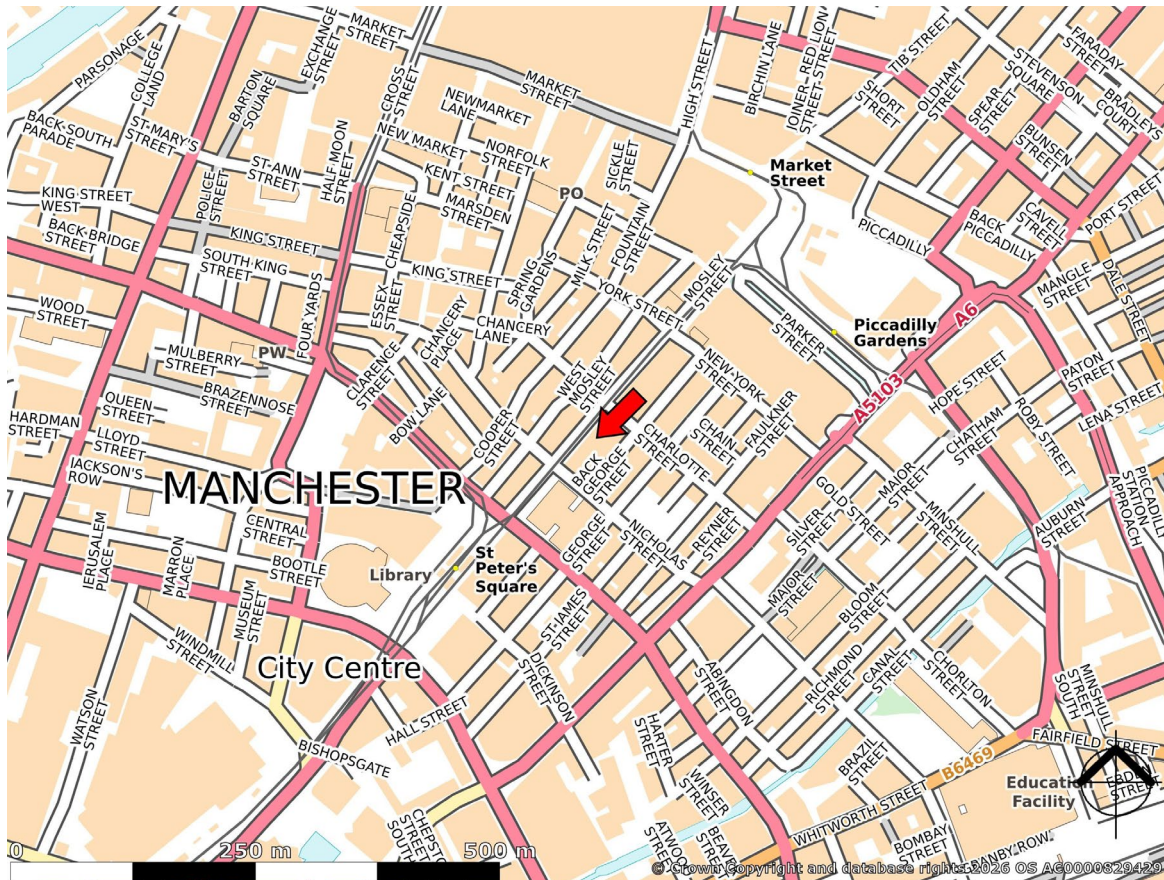 MARKET
STREET
EXCHANGE
STREET
PARSONAGE
COLLEGE
LAND
BARTON
SQUARE
CROSS
STREET
MARKET
STREET
HIGH STREET
BIRCHIN LANE
JOINER
STREET
RED LION
STREET
TIB STREET
SHORT
STREET
OLDHAM
STREET
SPEAR
STREET
STEVENSON
SQUARE
FARADAY
STREET
BRADLEYS
COURT
BACK SOUTH
PARADE
ST MARY'S
STREET
ST ANN
STREET
HALF MOON
STREET
NEWMARKET
LANE
NEW MARKET
NORFOLK
STREET
KENT STREET
MARSDEN
STREET
SICKLE
STREET
PO
Market
Street
BUNSEN
STREET
CAVELL
STREET
PORT STREET
KING STREET
WEST
POLICE
STREET
BACK BRIDGE
STREET
KING STREET
SOUTH KING
STREET
CHEAPSIDE
ESSEX
STREET
KING STREET
SPRING
GARDENS
MILK STREET
FOUNTAIN
STREET
YORK STREET
MOSLEY
STREET
PICCADILLY
BACK
PICCADILLY
MANGLE
STREET
DALE STREET
WOOD
STREET
FOUR YARDS
CHANCERY
PLACE
CHANCERY
LANE
PARKER
STREET
Piccadilly
Gardens
A6
MULBERRY
STREET
PW
CLARENCE
STREET
BRAZENNOSE
STREET
QUEEN
STREET
BOW LANE
WEST
MOSLEY
STREET
NEW YORK
STREET
A5103
HOPE STREET
PATON
STREET
LENA STREET
HARDMAN
STREET
LLOYD
STREET
JACKSON'S
ROW
COOPER
STREET
CHARLOTTE
STREET
CHAIN
STREET
FAULKNER
STREET
CHATHAM
STREET
ROBY STREET
MANCHESTER
BACK
GEORGE
STREET
MAJOR
STREET
GOLD STREET
MINSHULL
STREET
AUBURN
STREET
PICCADILLY
STATION
APPROACH
CENTRAL
STREET
JERUSALEM
PLACE
MARRON
PLACE
BOOTLE
STREET
Library
St
Peter's
Square
GEORGE
STREET
NICHOLAS
STREET
REYNER
STREET
SILVER
STREET
MAJOR
STREET
BLOOM
STREET
MUSEUM
STREET
WINDMILL
STREET
City Centre
ST JAMES
STREET
DICKINSON
STREET
ABINGDON
STREET
RICHMOND
STREET
CANAL
STREET
CHORLTON
STREET
MINSHULL
STREET
SOUTH
WATSON
STREET
HALL STREET
BISHOPSGATE
HARTER
STREET
BRAZIL
STREET
B6469
FAIRFIELD STREET
Education
Facility
WINSER
STREET
WHITWORTH STREET
BOMBAY
STREET
0
250 m
500 m
© Crown Copyright and database rights 2026 OS AC0000829429